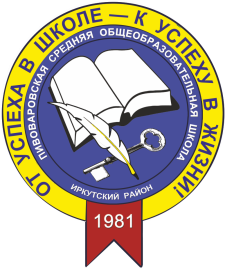 ОТ УСПЕХА В ШКОЛЕ — К УСПЕХУ В ЖИЗНИ!
ПИВОВАРОВСКАЯ СРЕДНЯЯ ОБЩЕОБРАЗОВАТЕЛЬНАЯ ШКОЛА
ИРКУТСКИЙ РАЙОН
1981